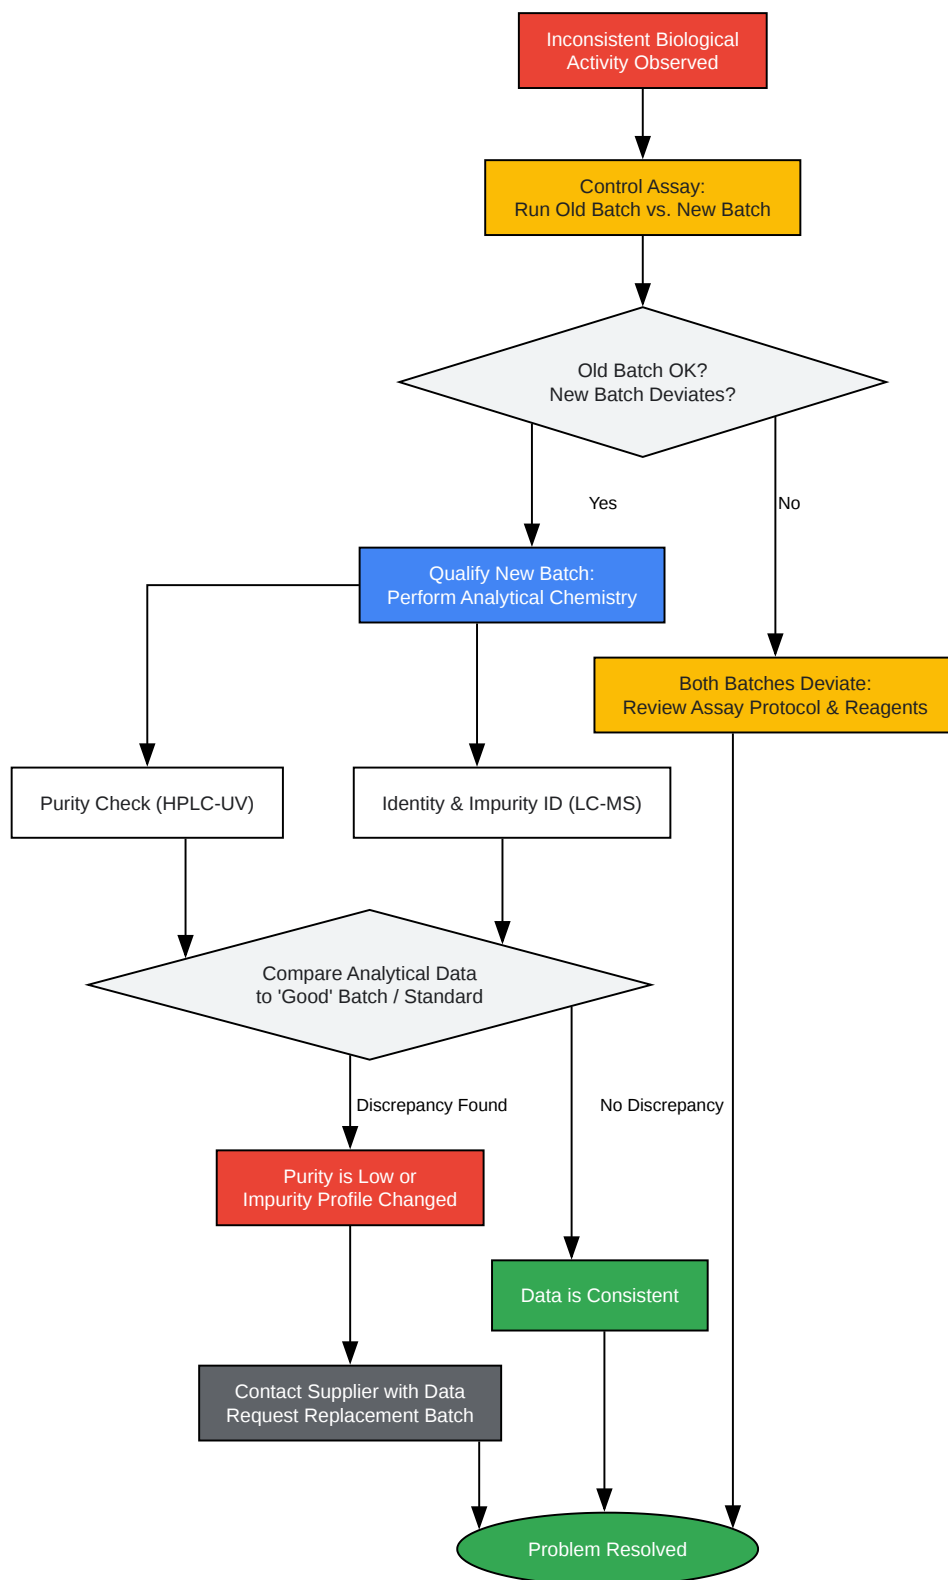 Inconsistent Biological
Activity Observed
Control Assay:
Run Old Batch vs. New Batch
Old Batch OK?
New Batch Deviates?
Yes
No
Qualify New Batch:
Perform Analytical Chemistry
Both Batches Deviate:
Review Assay Protocol & Reagents
Purity Check (HPLC-UV)
Identity & Impurity ID (LC-MS)
Compare Analytical Data
to 'Good' Batch / Standard
Discrepancy Found
No Discrepancy
Purity is Low or
Impurity Profile Changed
Data is Consistent
Contact Supplier with Data
Request Replacement Batch
Problem Resolved